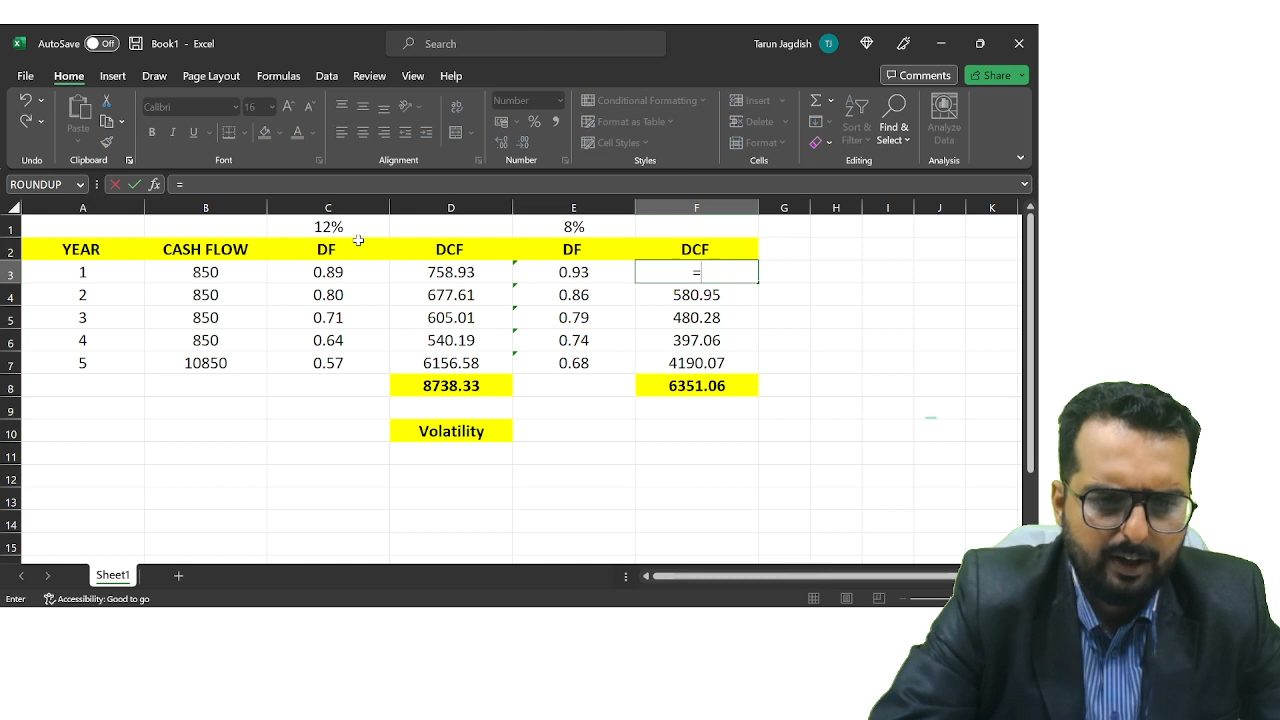 AutoSave Off Book1 - Excel Search Tarun Jagdish TJ
File Home Insert Draw Page Layout Formulas Data Review View Help Comments Share
Calibri 16 Number Conditional Formatting Insert
Paste Format as Table Delete Sort & Filter Find & Select Analyze Data
B I U A % Cell Styles Format
Undo Clipboard Font Alignment Number Styles Cells Editing Analysis
ROUNDUP fx =
A B C D E F G H I J K
1 12% 8%
2 YEAR CASH FLOW DF DCF DF DCF
3 1 850 0.89 758.93 0.93 =
4 2 850 0.80 677.61 0.86 580.95
5 3 850 0.71 605.01 0.79 480.28
6 4 850 0.64 540.19 0.74 397.06
7 5 10850 0.57 6156.58 0.68 4190.07
8 8738.33 6351.06
9
10 Volatility
11
12
13
14
15
Sheet1
Enter Accessibility: Good to go